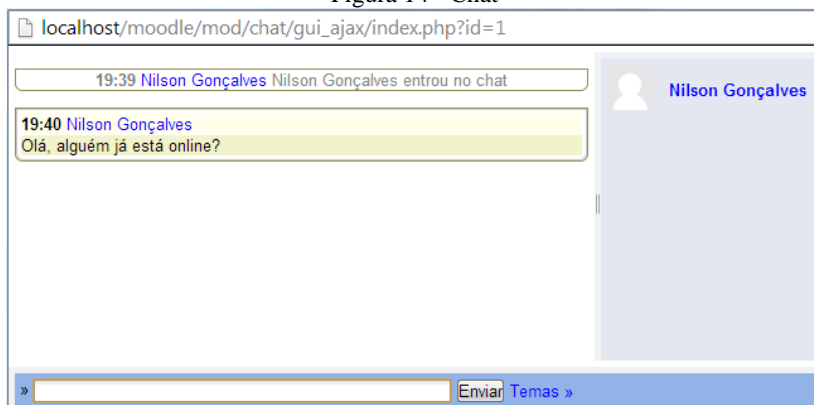 Figura 14 - Chat
localhost/moodle/mod/chat/gui_ajax/index.php?id=1
19:39 Nilson Gonçalves Nilson Gonçalves entrou no chat
Nilson Gonçalves
19:40 Nilson Gonçalves
Olá, alguém já está online?
» Enviar Temas »